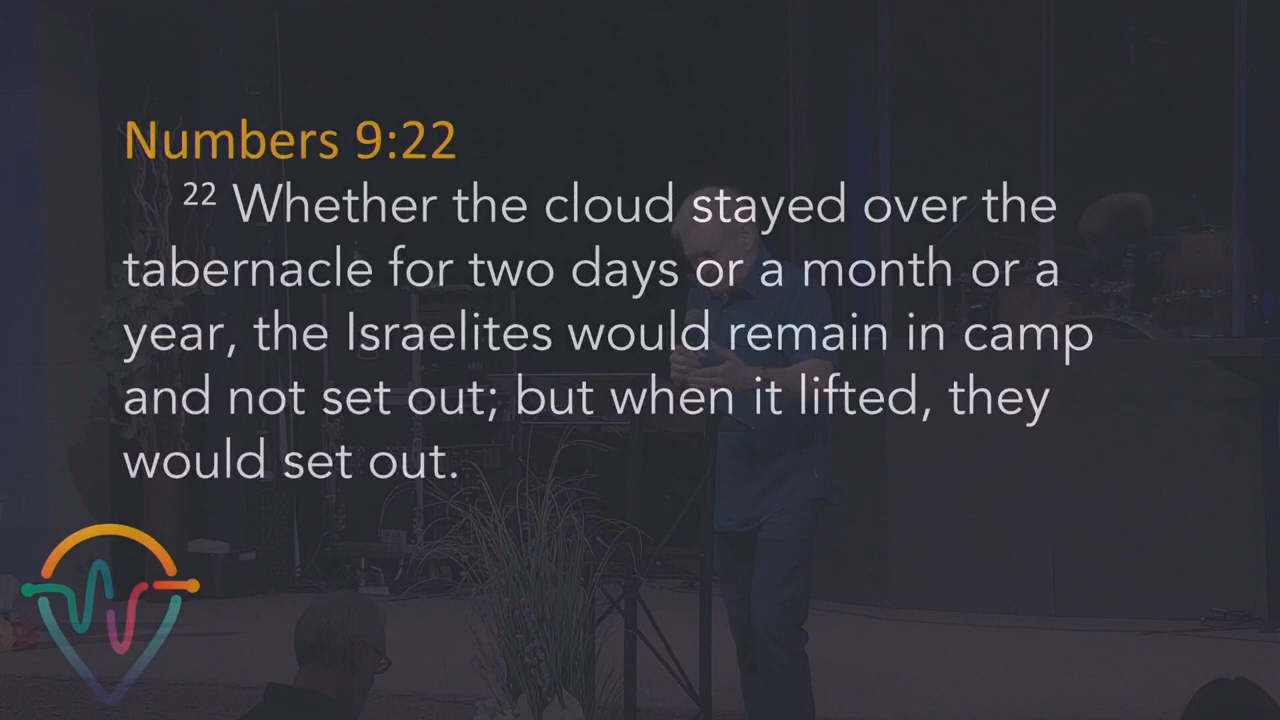 Numbers 9:22
22 Whether the cloud stayed over the
tabernacle for two days or a month or a
year, the Israelites would remain in camp
and not set out; but when it lifted, they
would set out.